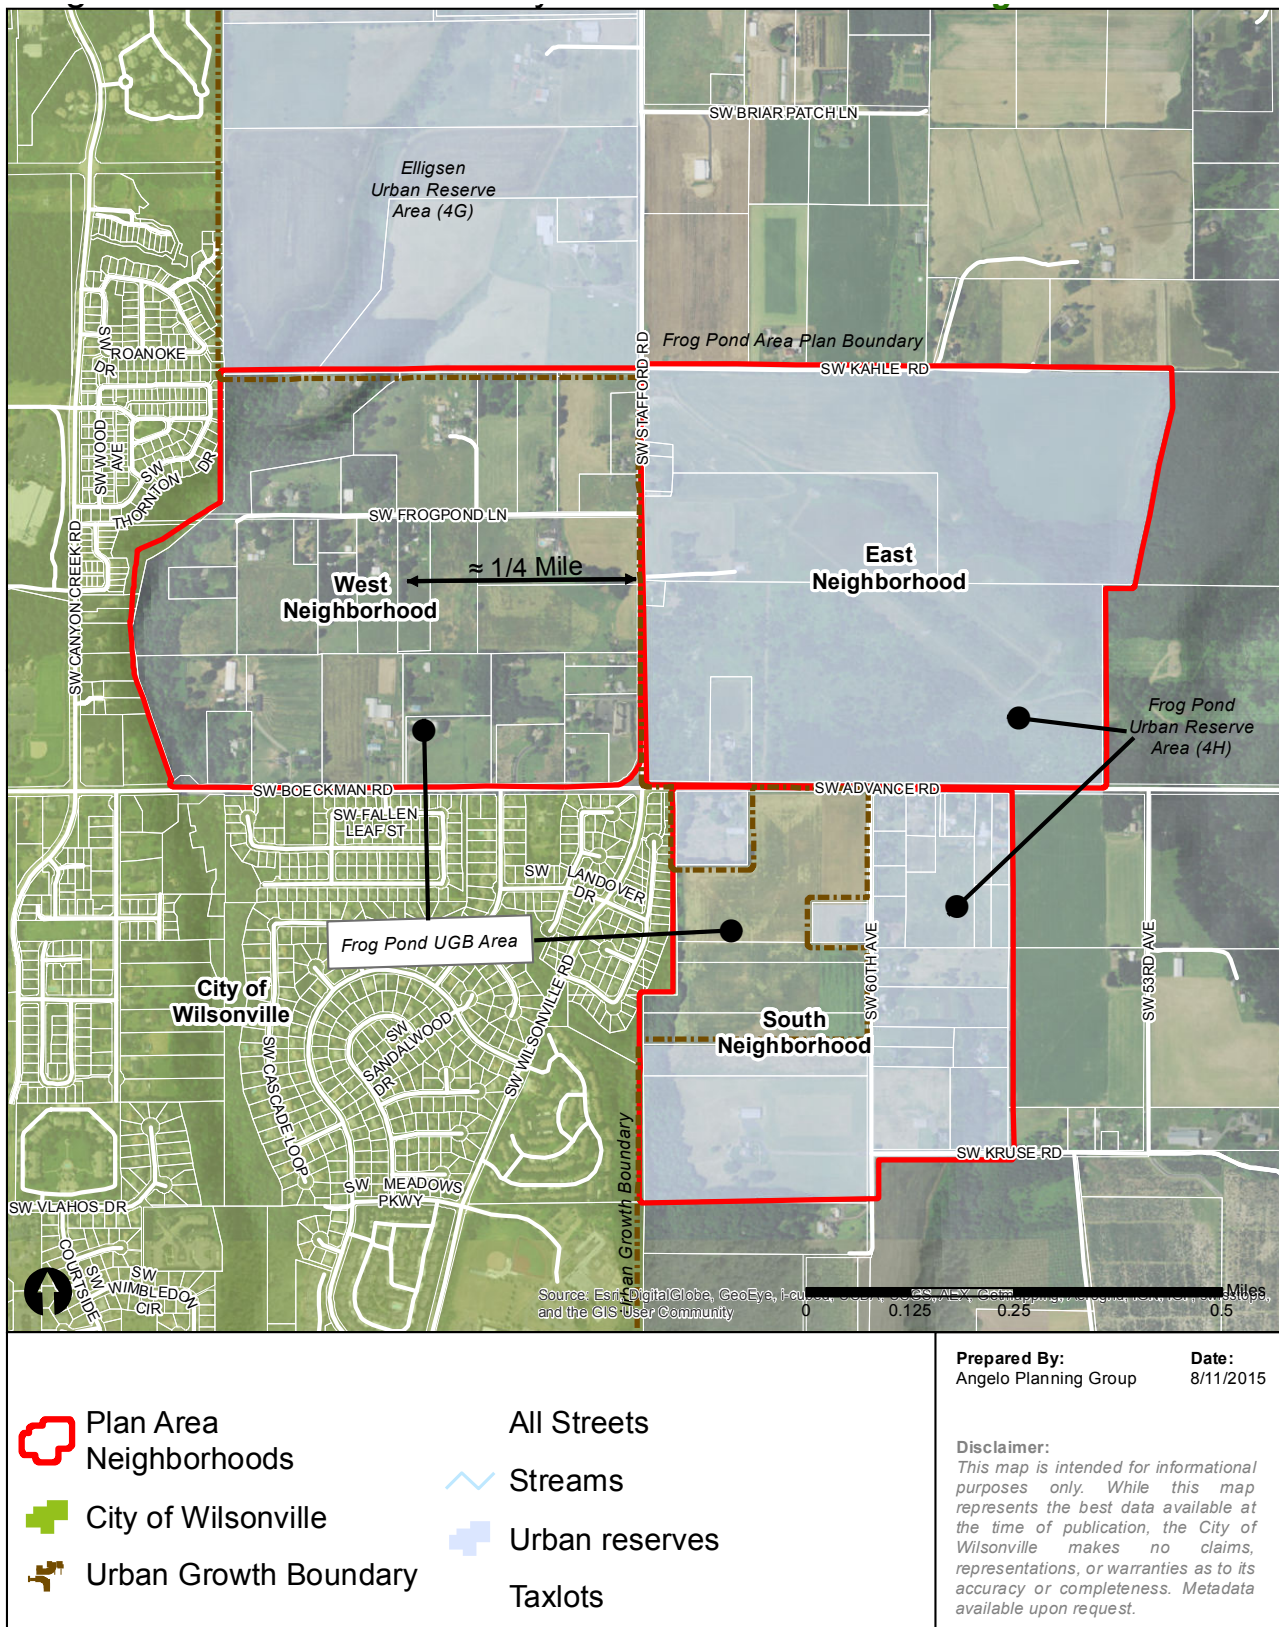 SW BRIAR PATCH LN
Elligsen
Urban Reserve
Area (4G)
Frog Pond Area Plan Boundary
SW KAHLE RD
SW STAFFORD RD
SW
ROANOKE
DR
SW WOOD
AVE
SW
THORNTON
DR
SW CANYON CREEK RD
SW FROGPOND LN
≈ 1/4 Mile
West
Neighborhood
East
Neighborhood
Frog Pond
Urban Reserve
Area (4H)
SW BOECKMAN RD
SW ADVANCE RD
SW FALLEN
LEAF ST
SW LANDOVER
DR
Frog Pond UGB Area
City of
Wilsonville
SW
SANDALWOOD
DR
SW WILSONVILLE RD
SW CASCADE LOOP
SW 60TH AVE
SW 53RD AVE
South
Neighborhood
SW KRUSE RD
SW MEADOWS
PKWY
Urban Growth Boundary
SW VLAHOS DR
SW
COURTSIDE
SW
WIMBLEDON
CIR
Source: Esri, DigitalGlobe, GeoEye,
and the GIS User Community
Miles
0 0.125 0.25 0.5
Plan Area
Neighborhoods
City of Wilsonville
Urban Growth Boundary
All Streets
Streams
Urban reserves
Taxlots
Prepared By:
Angelo Planning Group
Date:
8/11/2015
Disclaimer:
This map is intended for informational
purposes only. While this map
represents the best data available at
the time of publication, the City of
Wilsonville makes no claims,
representations, or warranties as to its
accuracy or completeness. Metadata
available upon request.